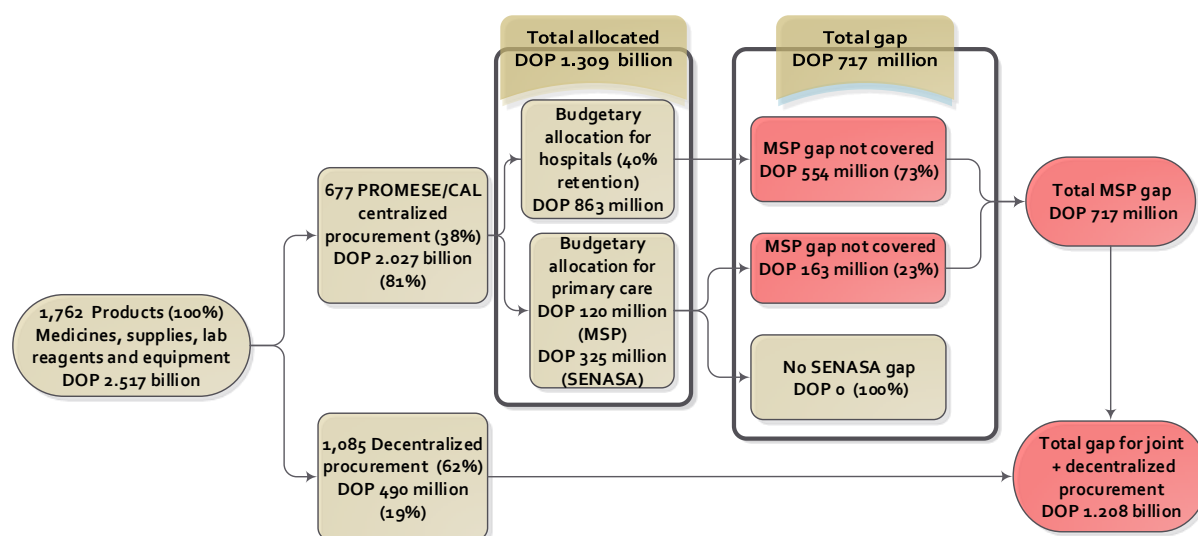 Total allocated
DOP 1.309 billion
Total gap
DOP 717 million
Budgetary
allocation for
hospitals (40%
retention)
DOP 863 million
MSP gap not covered
DOP 554 million (73%)
677 PROMESE/CAL
centralized
procurement (38%)
DOP 2.027 billion
(81%)
Total MSP gap
DOP 717 million
Budgetary
allocation for
primary care
DOP 120 million
(MSP)
DOP 325 million
(SENASA)
MSP gap not covered
DOP 163 million (23%)
1,762 Products (100%)
Medicines, supplies, lab
reagents and equipment
DOP 2.517 billion
No SENASA gap
DOP 0 (100%)
1,085 Decentralized
procurement (62%)
DOP 490 million
(19%)
Total gap for joint
+ decentralized
procurement
DOP 1.208 billion